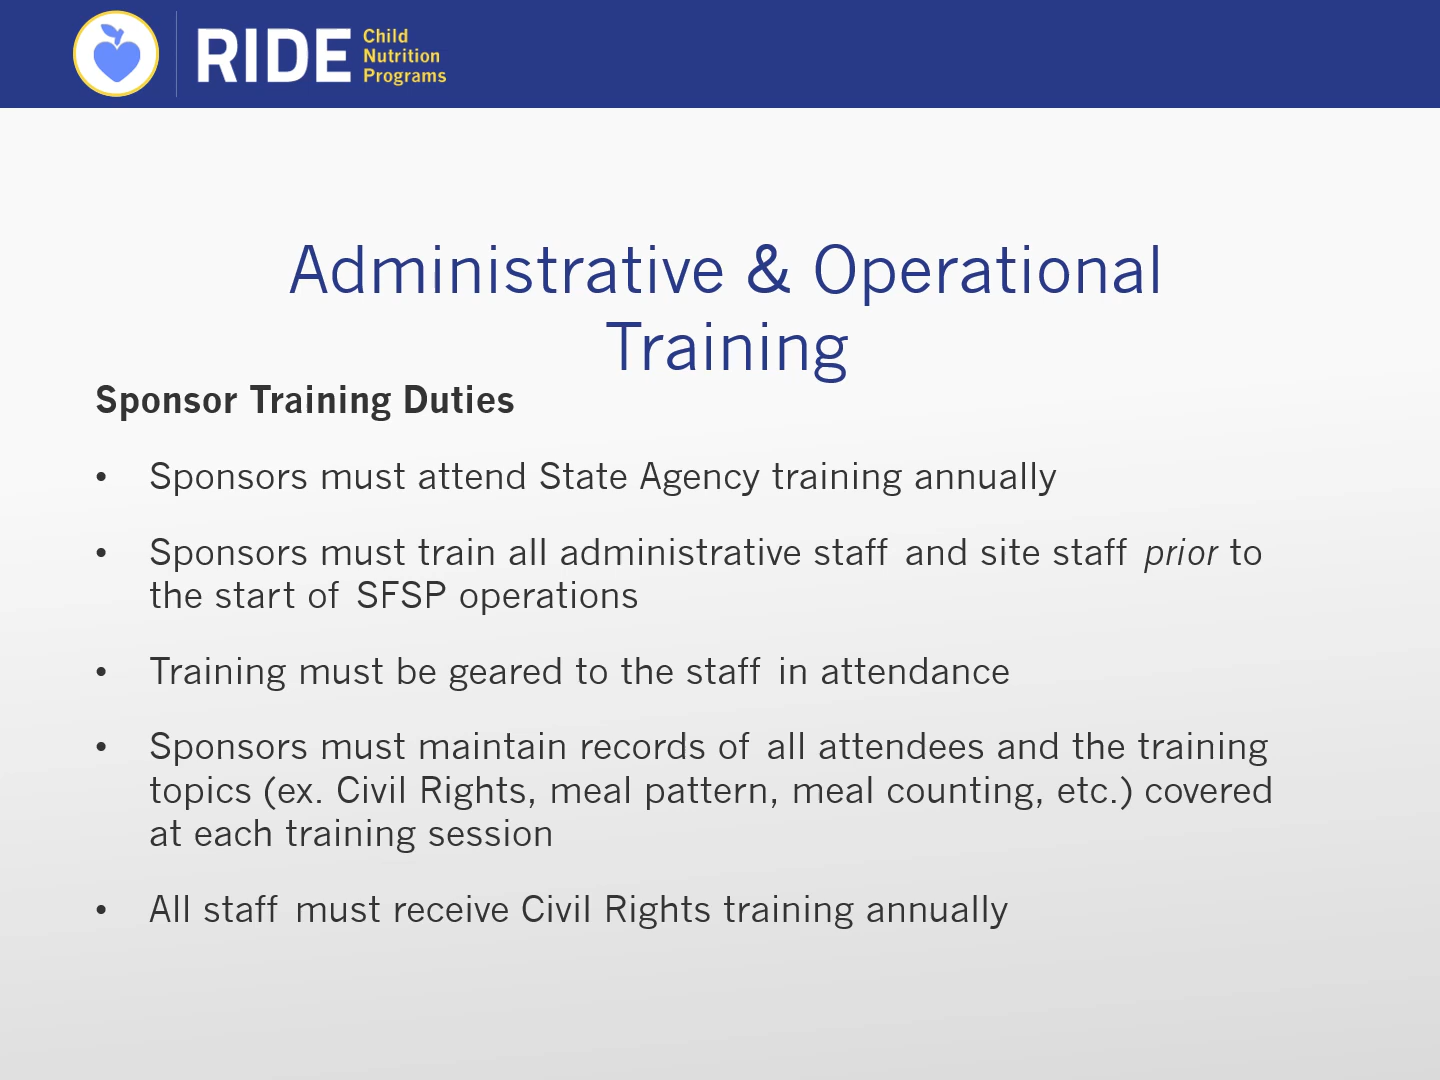 RIDE
Child
Nutrition
Programs
Administrative & Operational
Training
Sponsor Training Duties
• Sponsors must attend State Agency training annually
• Sponsors must train all administrative staff and site staff prior to
the start of SFSP operations
• Training must be geared to the staff in attendance
• Sponsors must maintain records of all attendees and the training
topics (ex. Civil Rights, meal pattern, meal counting, etc.) covered
at each training session
• All staff must receive Civil Rights training annually